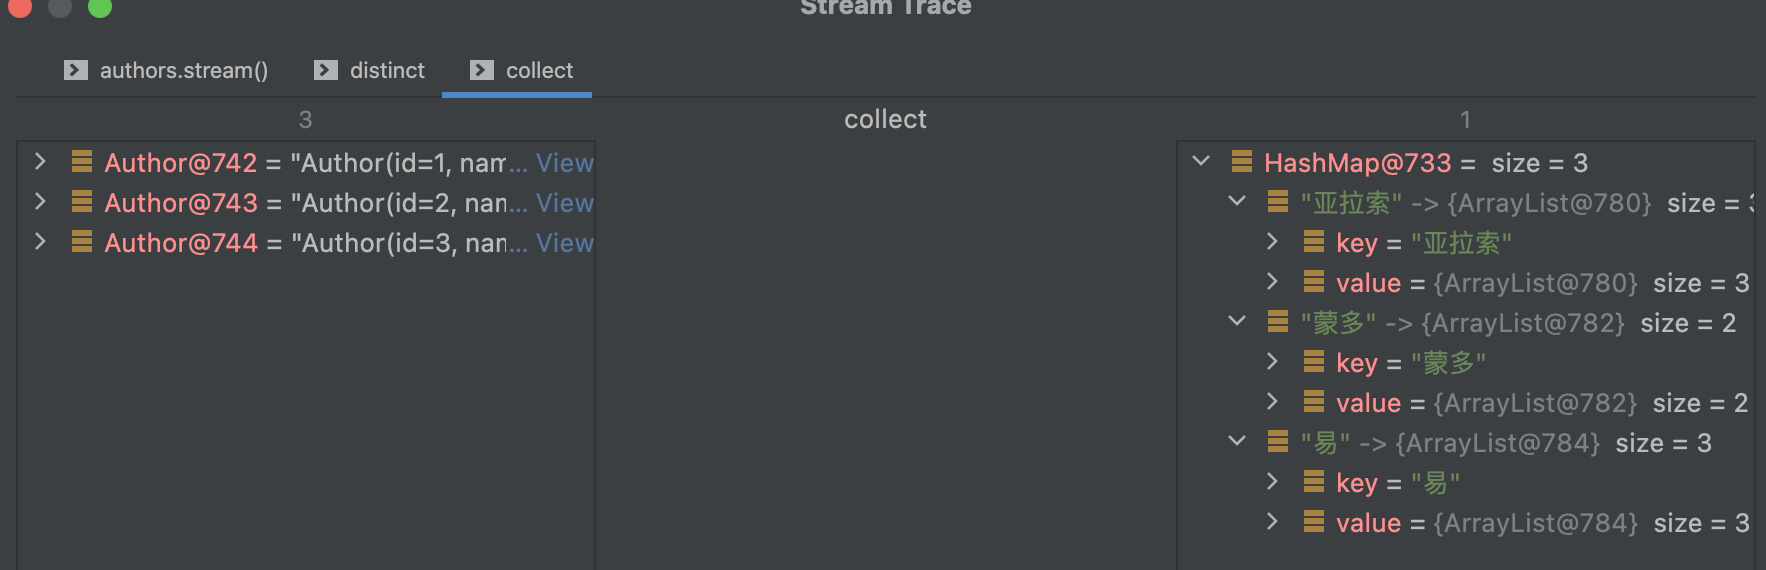 Stream Trace
authors.stream() distinct collect
3 collect 1
Author@742 = "Author(id=1, nam... View
Author@743 = "Author(id=2, nan... View
Author@744 = "Author(id=3, nan... View
HashMap@733 = size = 3
"亚拉索" -> {ArrayList@780} size = 3
key = "亚拉索"
value = {ArrayList@780} size = 3
"蒙多" -> {ArrayList@782} size = 2
key = "蒙多"
value = {ArrayList@782} size = 2
"易" -> {ArrayList@784} size = 3
key = "易"
value = {ArrayList@784} size = 3